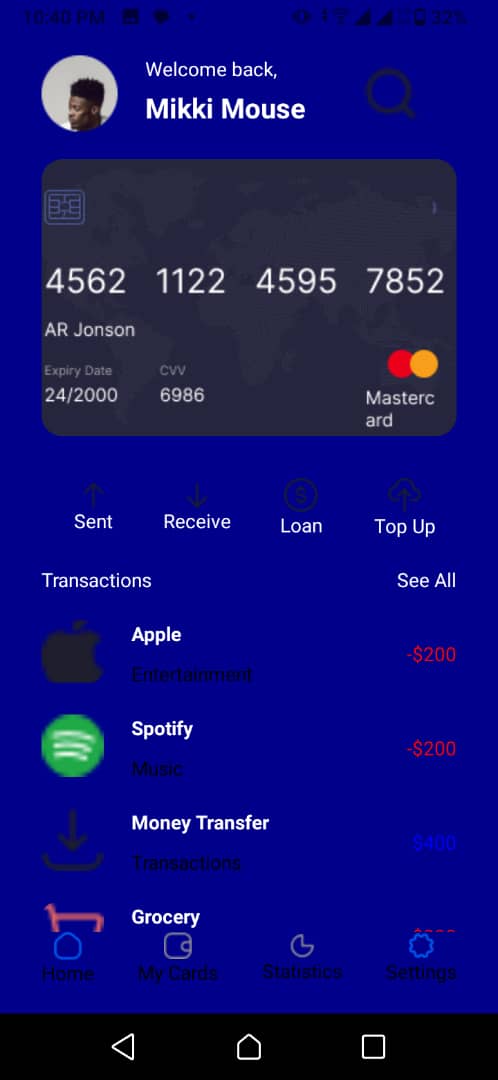 10:40 PM 32%
Welcome back,
Mikki Mouse
4562 1122 4595 7852
AR Jonson
Expiry Date CVV
24/2000 6986
Masterc
ard
Sent Receive Loan Top Up
Transactions See All
Apple
Entertainment
-$200
Spotify
Music
-$200
Money Transfer
Transactions
$400
Grocery
Home My Cards Statistics Settings